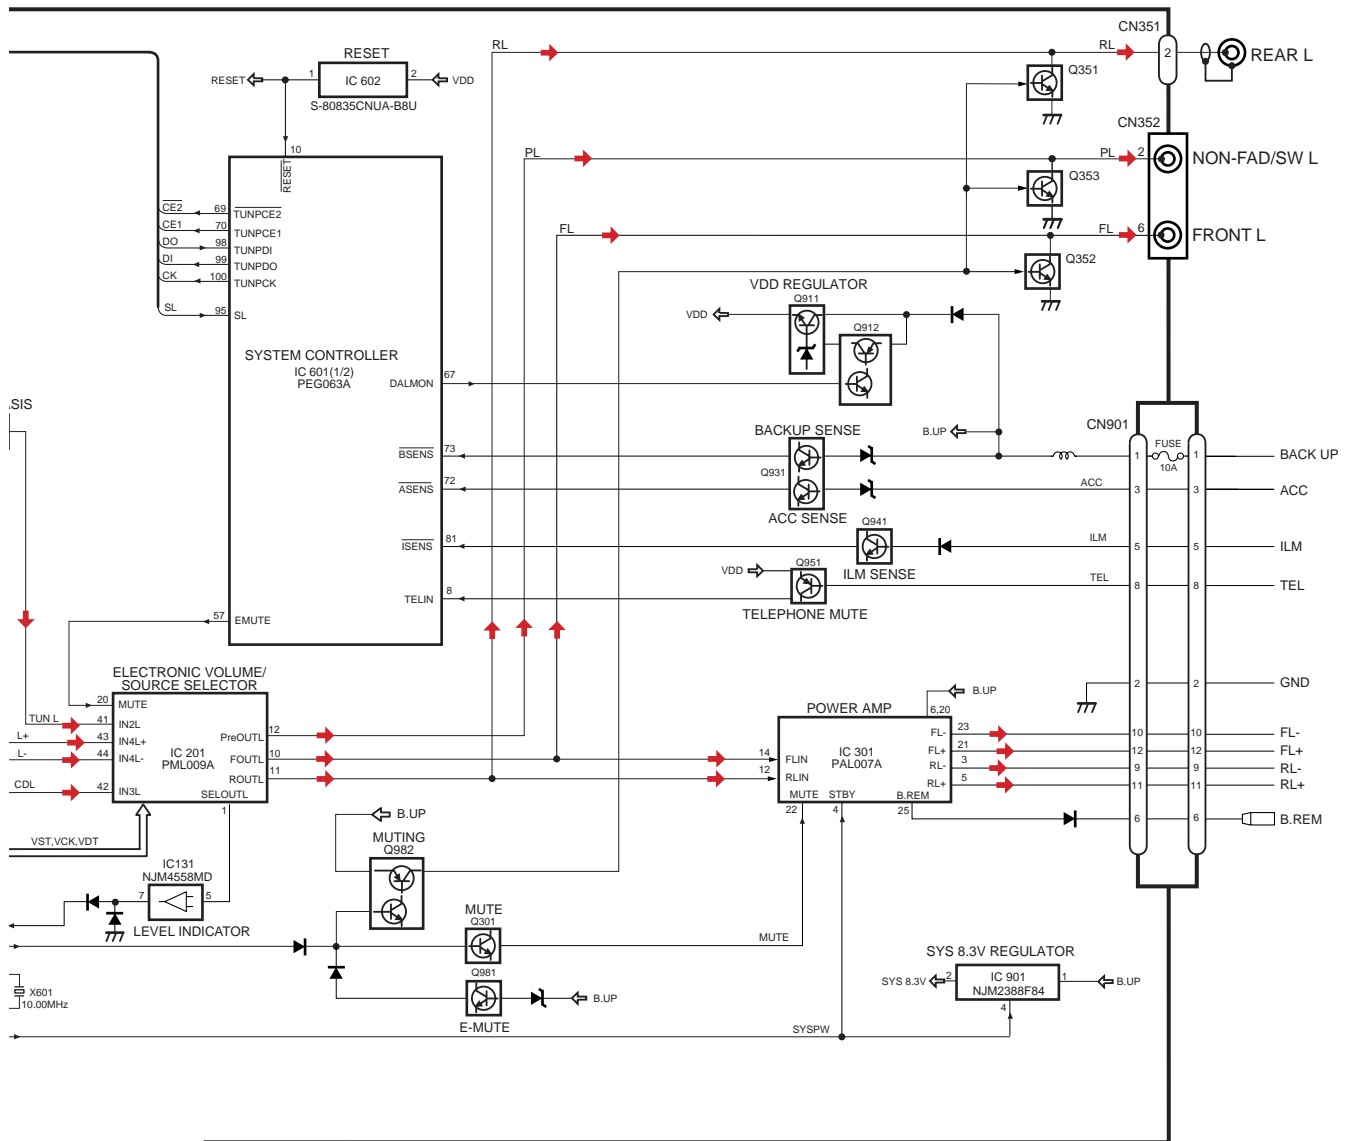 CN351
RL
RL
2
REAR L
RESET
IC 602
S-80835CNUA-B8U
RESET
1
2
VDD
Q351
CN352
10
RESET
PL
PL
2
NON-FAD/SW L
Q353
FL
FL
6
FRONT L
Q352
CE2
69
TUNPCE2
CE1
70
TUNPCE1
DO
98
TUNPDI
DI
99
TUNPDO
CK
100
TUNPCK
SL
95
SL
VDD REGULATOR
Q911
VDD
Q912
SYSTEM CONTROLLER
IC 601(1/2)
PEG063A
DALMON
67
SIS
CN901
BACKUP SENSE
B.UP
FUSE
10A
BSENS
73
1
1
BACK UP
Q931
ASENS
72
ACC
3
3
ACC
ACC SENSE
Q941
ISENS
81
ILM
5
5
ILM
ILM SENSE
VDD
Q951
TELIN
8
TEL
8
8
TEL
TELEPHONE MUTE
57
EMUTE
ELECTRONIC VOLUME/
SOURCE SELECTOR
20
MUTE
TUN L
41
IN2L
L+
43
IN4L+
L-
44
IN4L-
CDL
42
IN3L
IC 201
PML009A
PreOUTL
12
FOUTL
10
ROUTL
11
SELOUTL
1
2
2
GND
POWER AMP
B.UP
6,20
IC 301
PAL007A
14
FLIN
12
RLIN
FL-
23
FL+
21
RL-
3
RL+
5
MUTE
STBY
B.REM
22
4
25
10
10
FL-
12
12
FL+
9
9
RL-
11
11
RL+
6
6
B.REM
B.UP
MUTING
Q982
VST,VCK,VDT
IC131
NJM4558MD
7
5
LEVEL INDICATOR
MUTE
Q301
MUTE
Q981
B.UP
E-MUTE
X601
10.00MHz
SYSPW
SYS 8.3V REGULATOR
SYS 8.3V
2
IC 901
NJM2388F84
1
B.UP
4